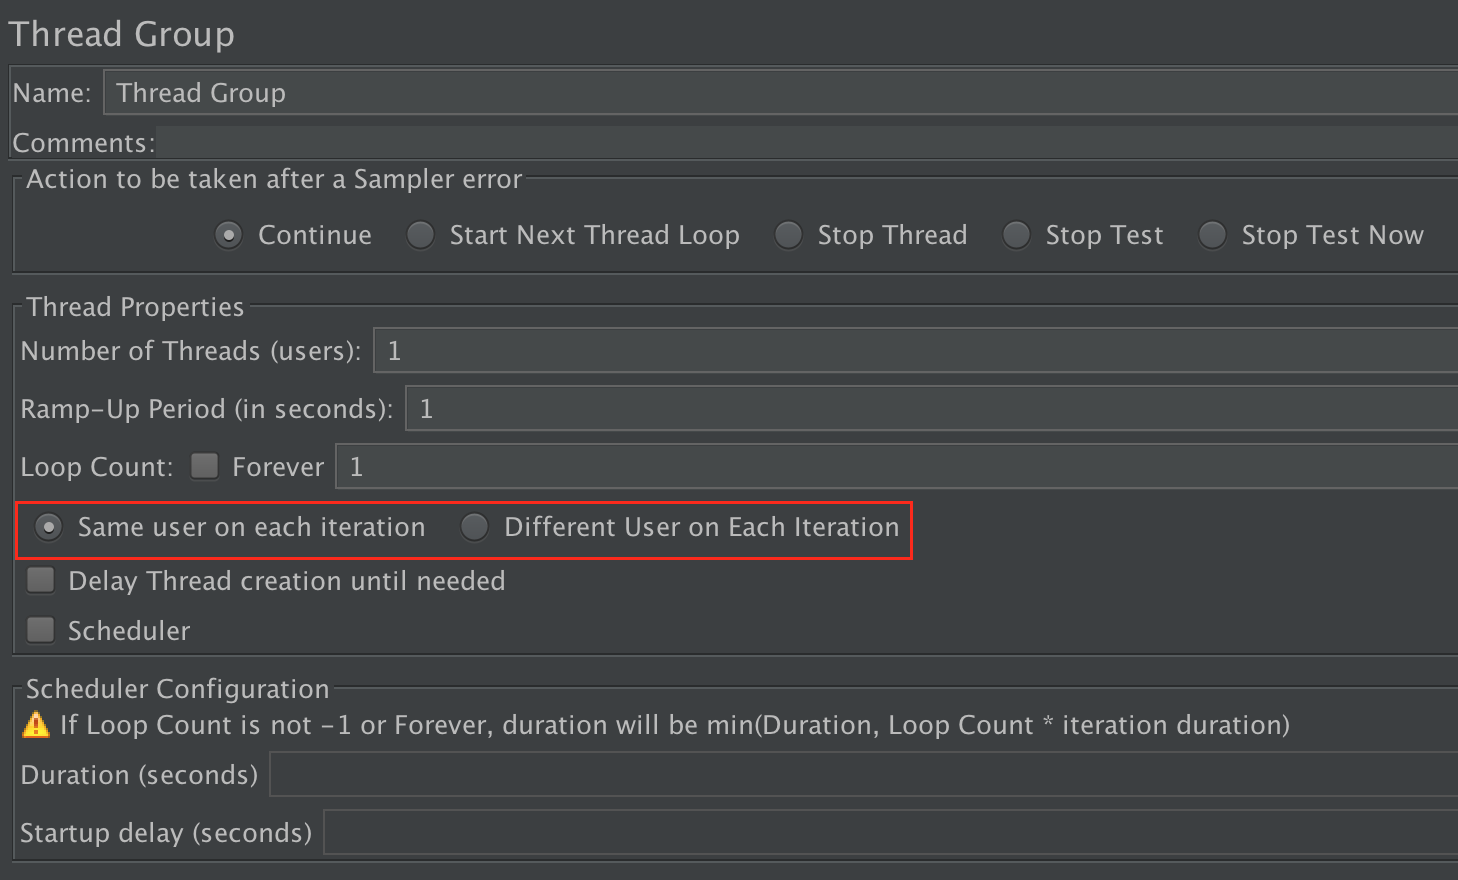 Thread Group
Name: Thread Group
Comments:
Action to be taken after a Sampler error
Continue Start Next Thread Loop Stop Thread Stop Test Stop Test Now
Thread Properties
Number of Threads (users): 1
Ramp-Up Period (in seconds): 1
Loop Count: Forever 1
Same user on each iteration Different User on Each Iteration
Delay Thread creation until needed
Scheduler
Scheduler Configuration
If Loop Count is not -1 or Forever, duration will be min(Duration, Loop Count * iteration duration)
Duration (seconds)
Startup delay (seconds)